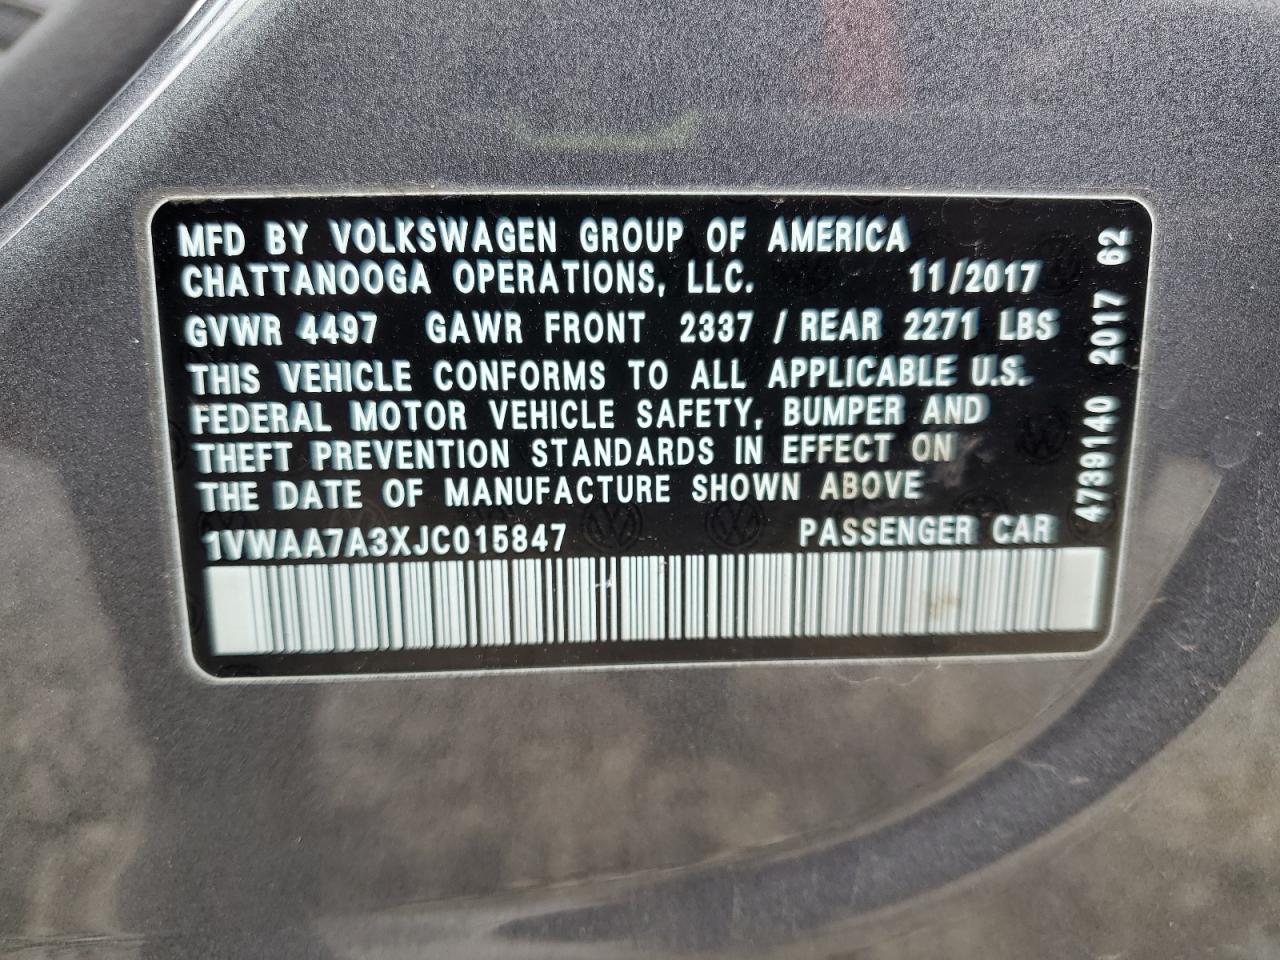 MFD BY VOLKSWAGEN GROUP OF AMERICA
CHATTANOOGA OPERATIONS, LLC. 11/2017
GVWR 4497 GAWR FRONT 2337 / REAR 2271 LBS
THIS VEHICLE CONFORMS TO ALL APPLICABLE U.S.
FEDERAL MOTOR VEHICLE SAFETY, BUMPER AND
THEFT PREVENTION STANDARDS IN EFFECT ON
THE DATE OF MANUFACTURE SHOWN ABOVE
1VWAA7A3XJC015847 PASSENGER CAR
4739140 2017 62